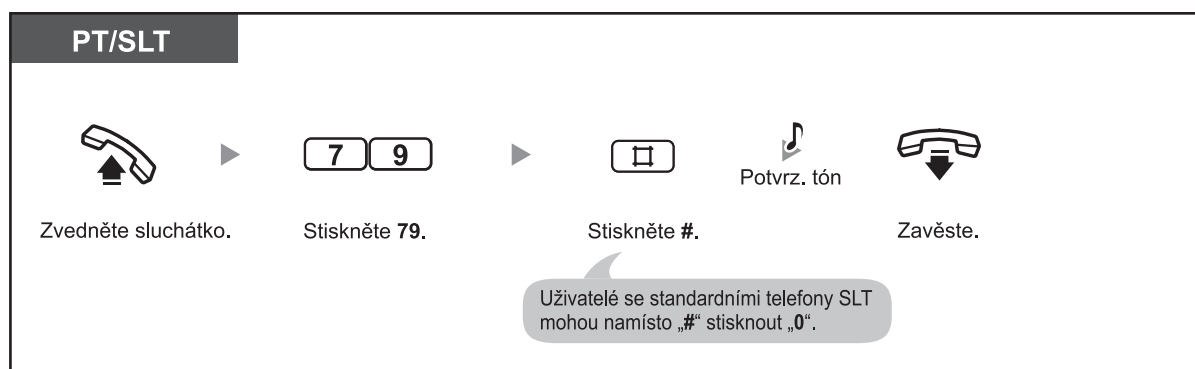 PT/SLT
7 9
#
Potvrz. tón
Zvedněte sluchátko.
Stiskněte 79.
Stiskněte #.
Zavěste.
Uživatelé se standardními telefony SLT
mohou namísto „#“ stisknout „0“.